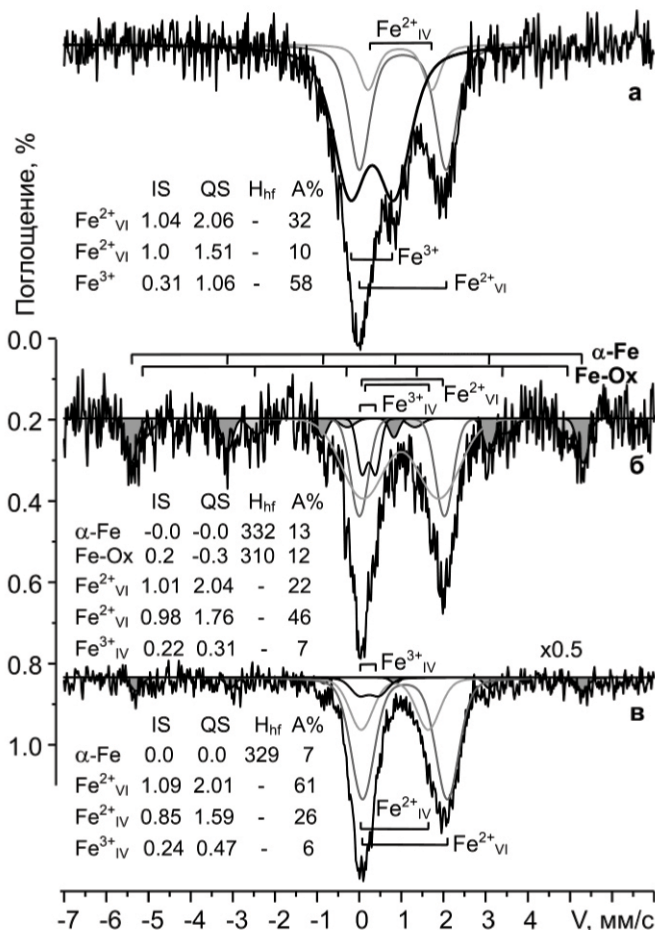 Fe²⁺IV
а
Поглощение, %
IS QS Hhf A%
Fe²⁺VI 1.04 2.06 - 32
Fe²⁺VI 1.0 1.51 - 10
Fe³⁺ 0.31 1.06 - 58
Fe³⁺
Fe²⁺VI
0.0
α-Fe
Fe-Ox
Fe²⁺VI
Fe³⁺IV
0.2
б
IS QS Hhf A%
α-Fe -0.0 -0.0 332 13
Fe-Ox 0.2 -0.3 310 12
Fe²⁺VI 1.01 2.04 - 22
Fe²⁺VI 0.98 1.76 - 46
Fe³⁺IV 0.22 0.31 - 7
0.4
0.6
0.8
Fe³⁺IV
x0.5
в
IS QS Hhf A%
α-Fe 0.0 0.0 329 7
Fe²⁺VI 1.09 2.01 - 61
Fe²⁺IV 0.85 1.59 - 26
Fe³⁺IV 0.24 0.47 - 6
1.0
Fe²⁺IV
Fe²⁺VI
-7 -6 -5 -4 -3 -2 -1 0 1 2 3 4 V, мм/с